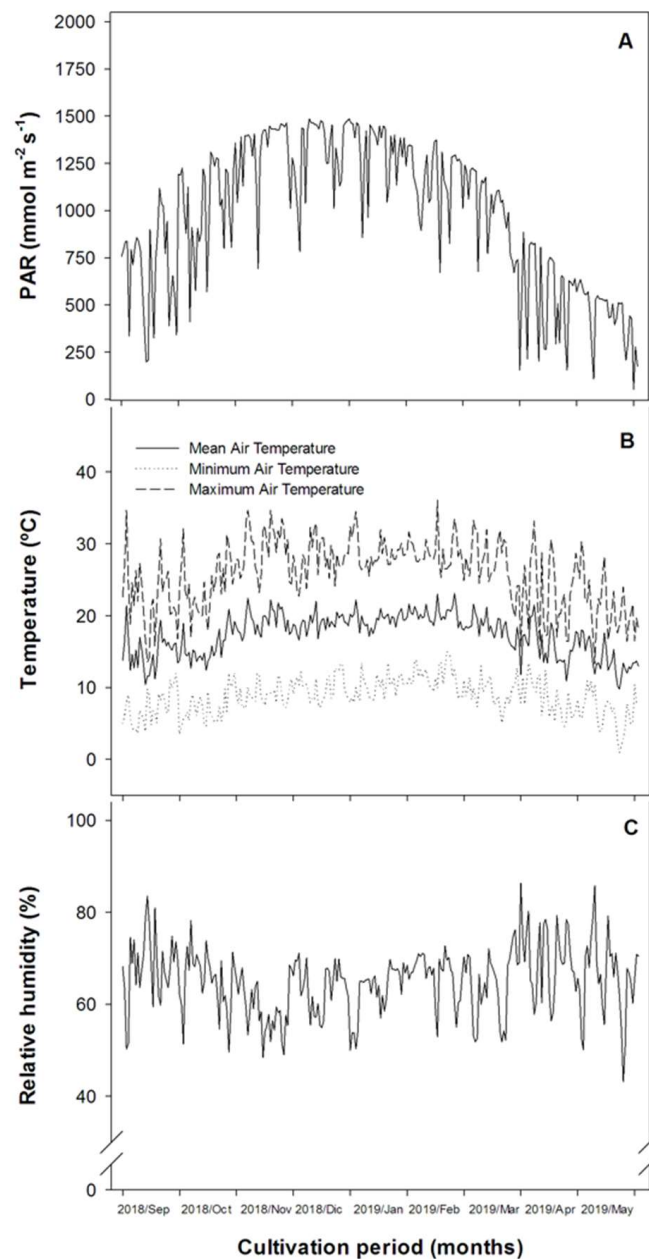 2000
A
1750
1500
1250
1000
750
500
250
0
PAR (mmol m⁻² s⁻¹)
B
Mean Air Temperature
Minimum Air Temperature
Maximum Air Temperature
40
30
20
10
0
Temperature (ºC)
100
C
80
60
40
0
Relative humidity (%)
2018/Sep 2018/Oct 2018/Nov 2018/Dic 2019/Jan 2019/Feb 2019/Mar 2019/Apr 2019/May
Cultivation period (months)